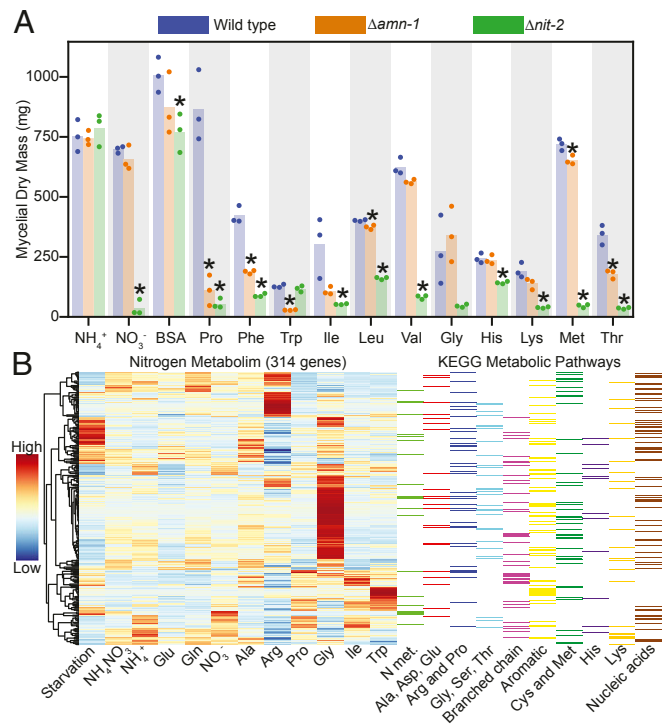 A
Wild type Δamn-1 Δnit-2
Mycelial Dry Mass (mg)
1000
750
500
250
0
* * * * * * * * * * * * * * * * * *
NH₄⁺ NO₃⁻ BSA Pro Phe Trp Ile Leu Val Gly His Lys Met Thr
B
Nitrogen Metabolim (314 genes) KEGG Metabolic Pathways
High
Low
Starvation NH₄NO₃ NH₄⁺ Glu Gln NO₃⁻ Ala Arg Pro Gly Ile Trp N met. Ala, Asp, Glu Arg and Pro Gly, Ser, Thr Branched chain Aromatic Cys and Met His Lys Nucleic acids